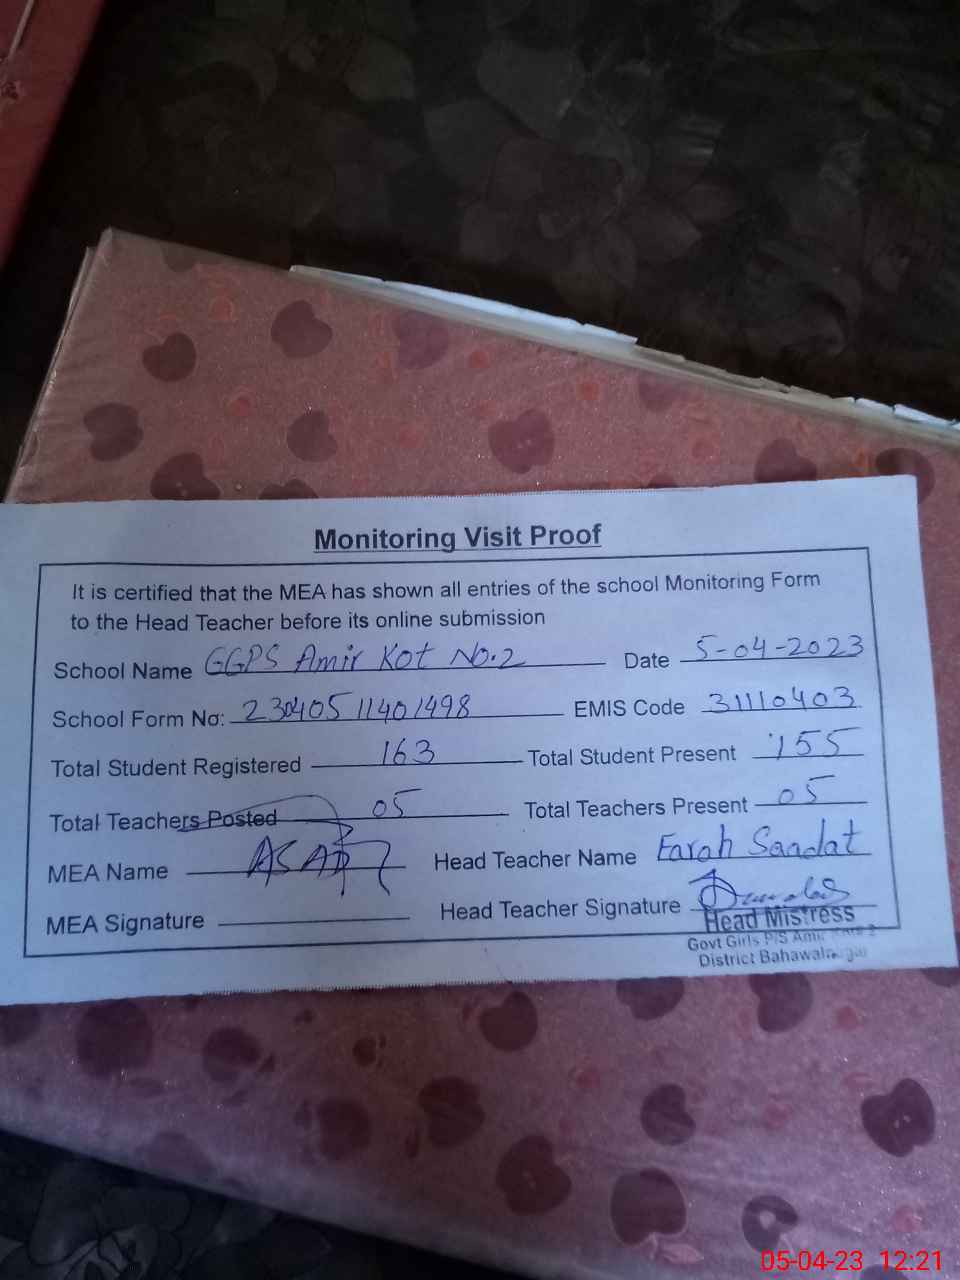 Monitoring Visit Proof
It is certified that the MEA has shown all entries of the school Monitoring Form
to the Head Teacher before its online submission
School Name GGPS Amir Kot No.2 Date 5-04-2023
School Form No: 230405 11401498 EMIS Code 31110403
Total Student Registered 163 Total Student Present 155
Total Teachers Posted 05 Total Teachers Present 05
MEA Name ASAD Head Teacher Name Farah Saadat
MEA Signature Head Teacher Signature
Head Mistress
Govt Girls P/S Amir
District
05-04-23 12:21